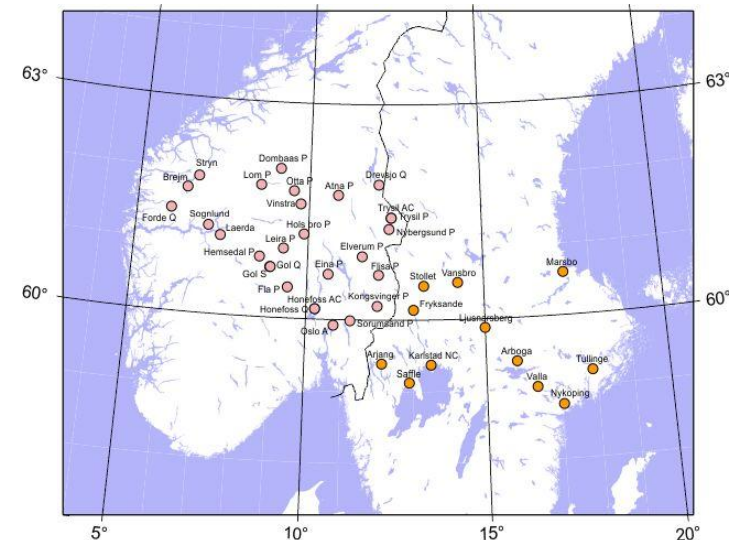 63°
63°
Dombaas P
Stryn
Brejm
Lom P
Otta P
Atna P
Drevsjo Q
Vinstra
Forde Q
Sognlund
Laerda
Trysil AC
Trysil P
Nybergsund P
Leira P
Hemsedal P
Elverum P
Gol Q
Gol S
Eina P
Flisa P
Stollet
Vansbro
Marsbo
Fla P
60°
60°
Honefoss AC
Honefoss Q
Kongsvinger P
Fryksande
Oslo A
Sorumsand P
Ljusnarsberg
Arjang
Karlstad NC
Arboga
Tullinge
Saffle
Valla
Nykoping
5°
10°
15°
20°